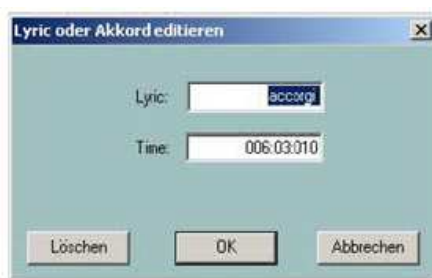 Lyric oder Akkord editieren
Lyric: accorgi
Time: 006:03:010
Löschen OK Abbrechen